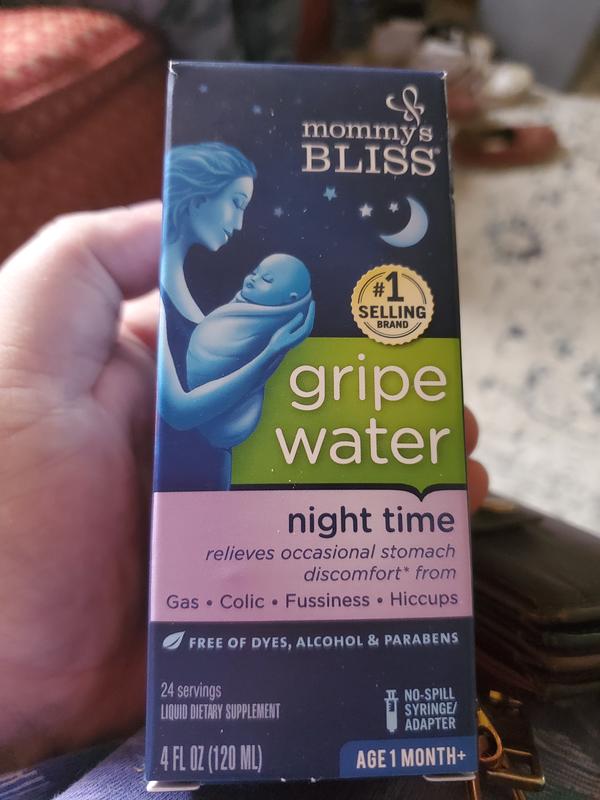 mommy's
BLISS®
#1
SELLING
BRAND
gripe
water
night time
relieves occasional stomach
discomfort* from
Gas • Colic • Fussiness • Hiccups
FREE OF DYES, ALCOHOL & PARABENS
24 servings
LIQUID DIETARY SUPPLEMENT
NO-SPILL
SYRINGE/
ADAPTER
4 FL OZ (120 ML)
AGE 1 MONTH+